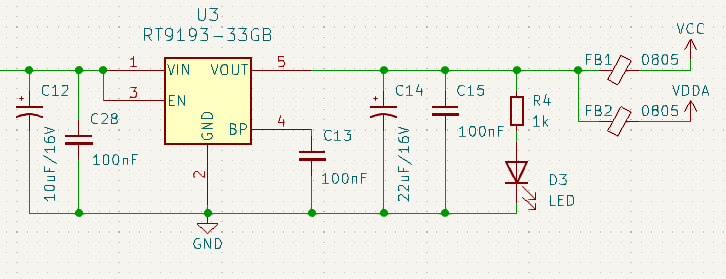 U3
RT9193-33GB
VCC
1
VIN
VOUT
5
FB1
0805
C12
3
EN
C14
C15
VDDA
R4
1k
FB2
0805
C28
GND
BP
4
C13
10uF/16V
100nF
2
100nF
22uF/16V
100nF
D3
LED
GND